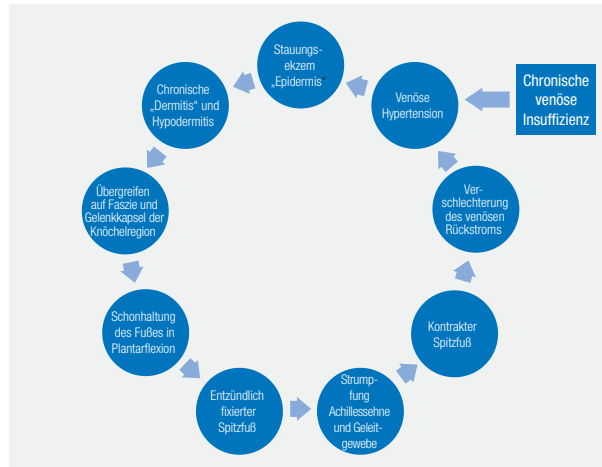 Chronische
venöse
Insuffizienz
Venöse
Hypertension
Stauungs-
ekzem
„Epidermis“
Chronische
„Dermitis“ und
Hypodermitis
Übergreifen
auf Faszie und
Gelenkkapsel der
Knöchelregion
Schonhaltung
des Fußes in
Plantarflexion
Entzündlich
fixierter
Spitzfuß
Strump-
fung
Achillessehne
und Geleit-
gewebe
Kontrakter
Spitzfuß
Ver-
schlechterung
des venösen
Rückstroms